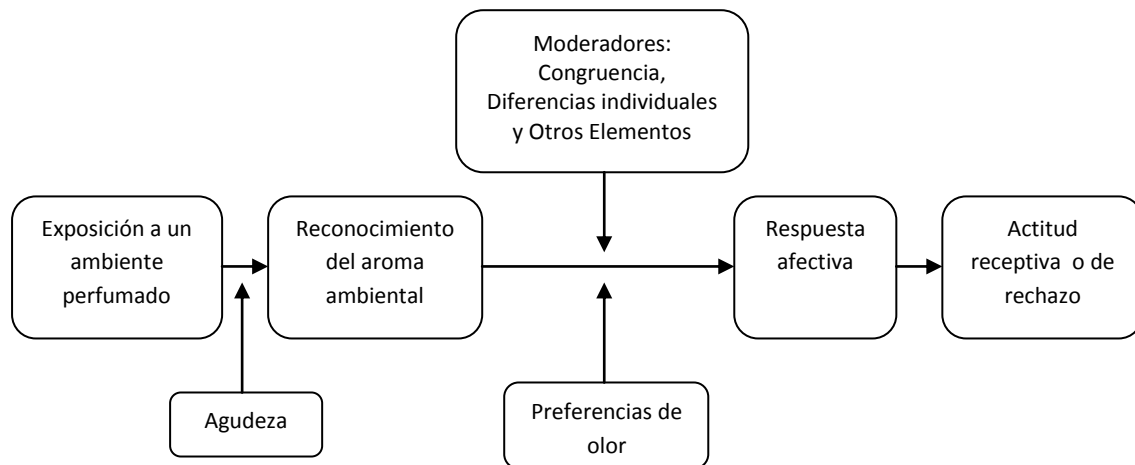 Moderadores:
Congruencia,
Diferencias individuales
y Otros Elementos
Exposición a un
ambiente
perfumado
Reconocimiento
del aroma
ambiental
Respuesta
afectiva
Actitud
receptiva o de
rechazo
Agudeza
Preferencias de
olor